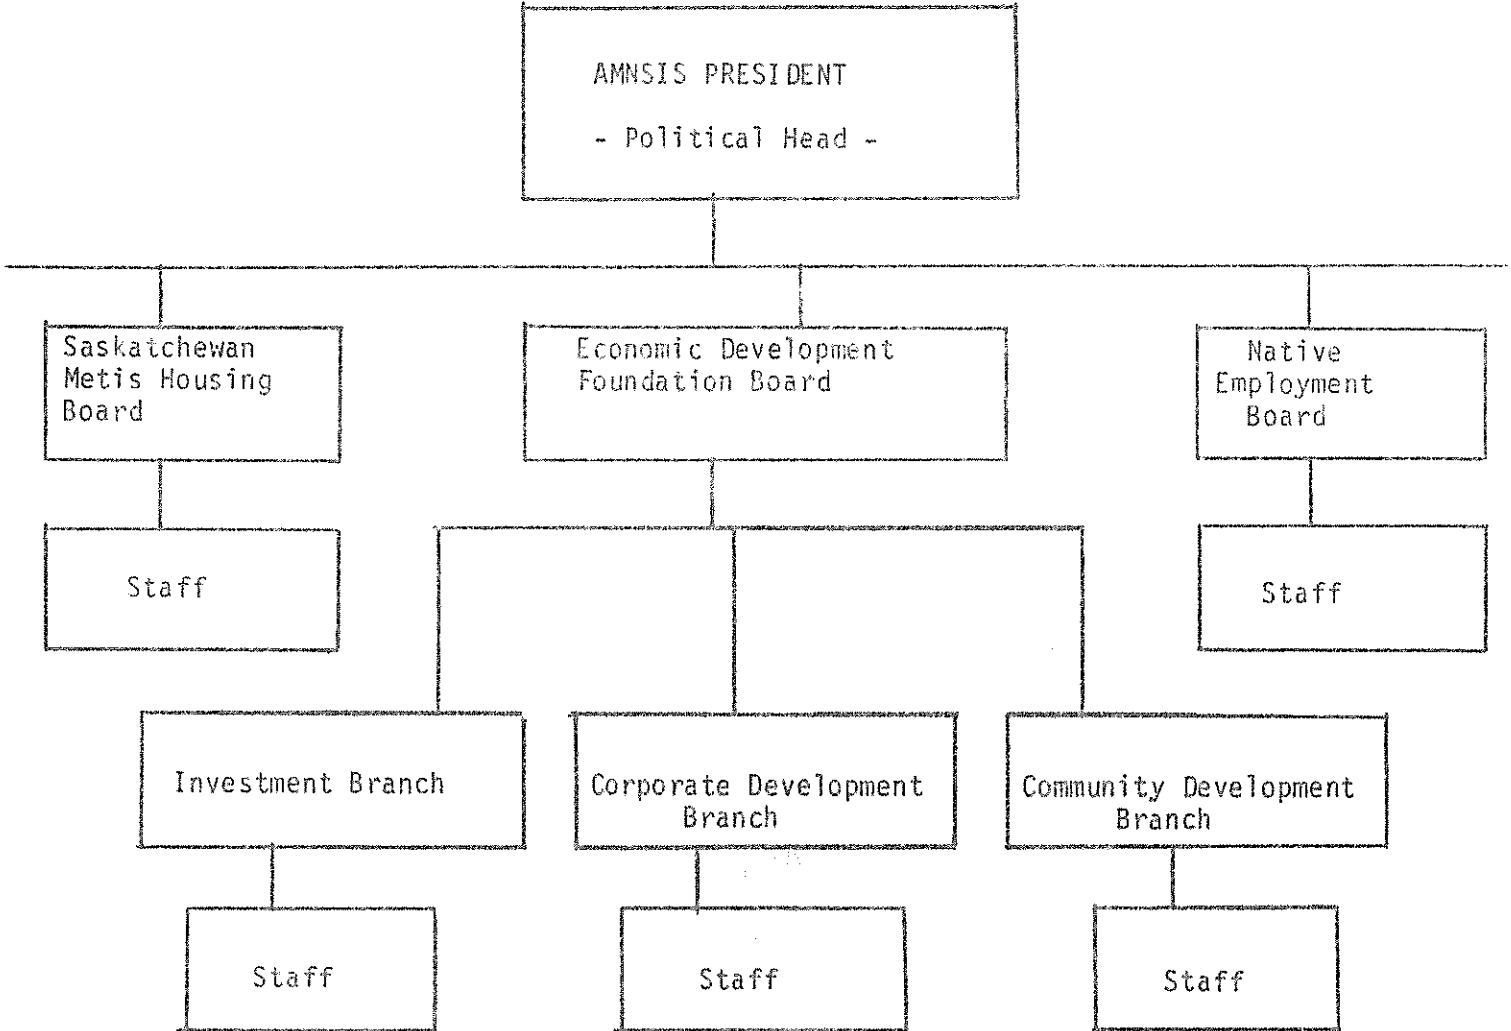 AMNSIS PRESIDENT
- Political Head -
Saskatchewan
Metis Housing
Board
Economic Development
Foundation Board
Native
Employment
Board
Staff
Staff
Investment Branch
Corporate Development
Branch
Community Development
Branch
Staff
Staff
Staff